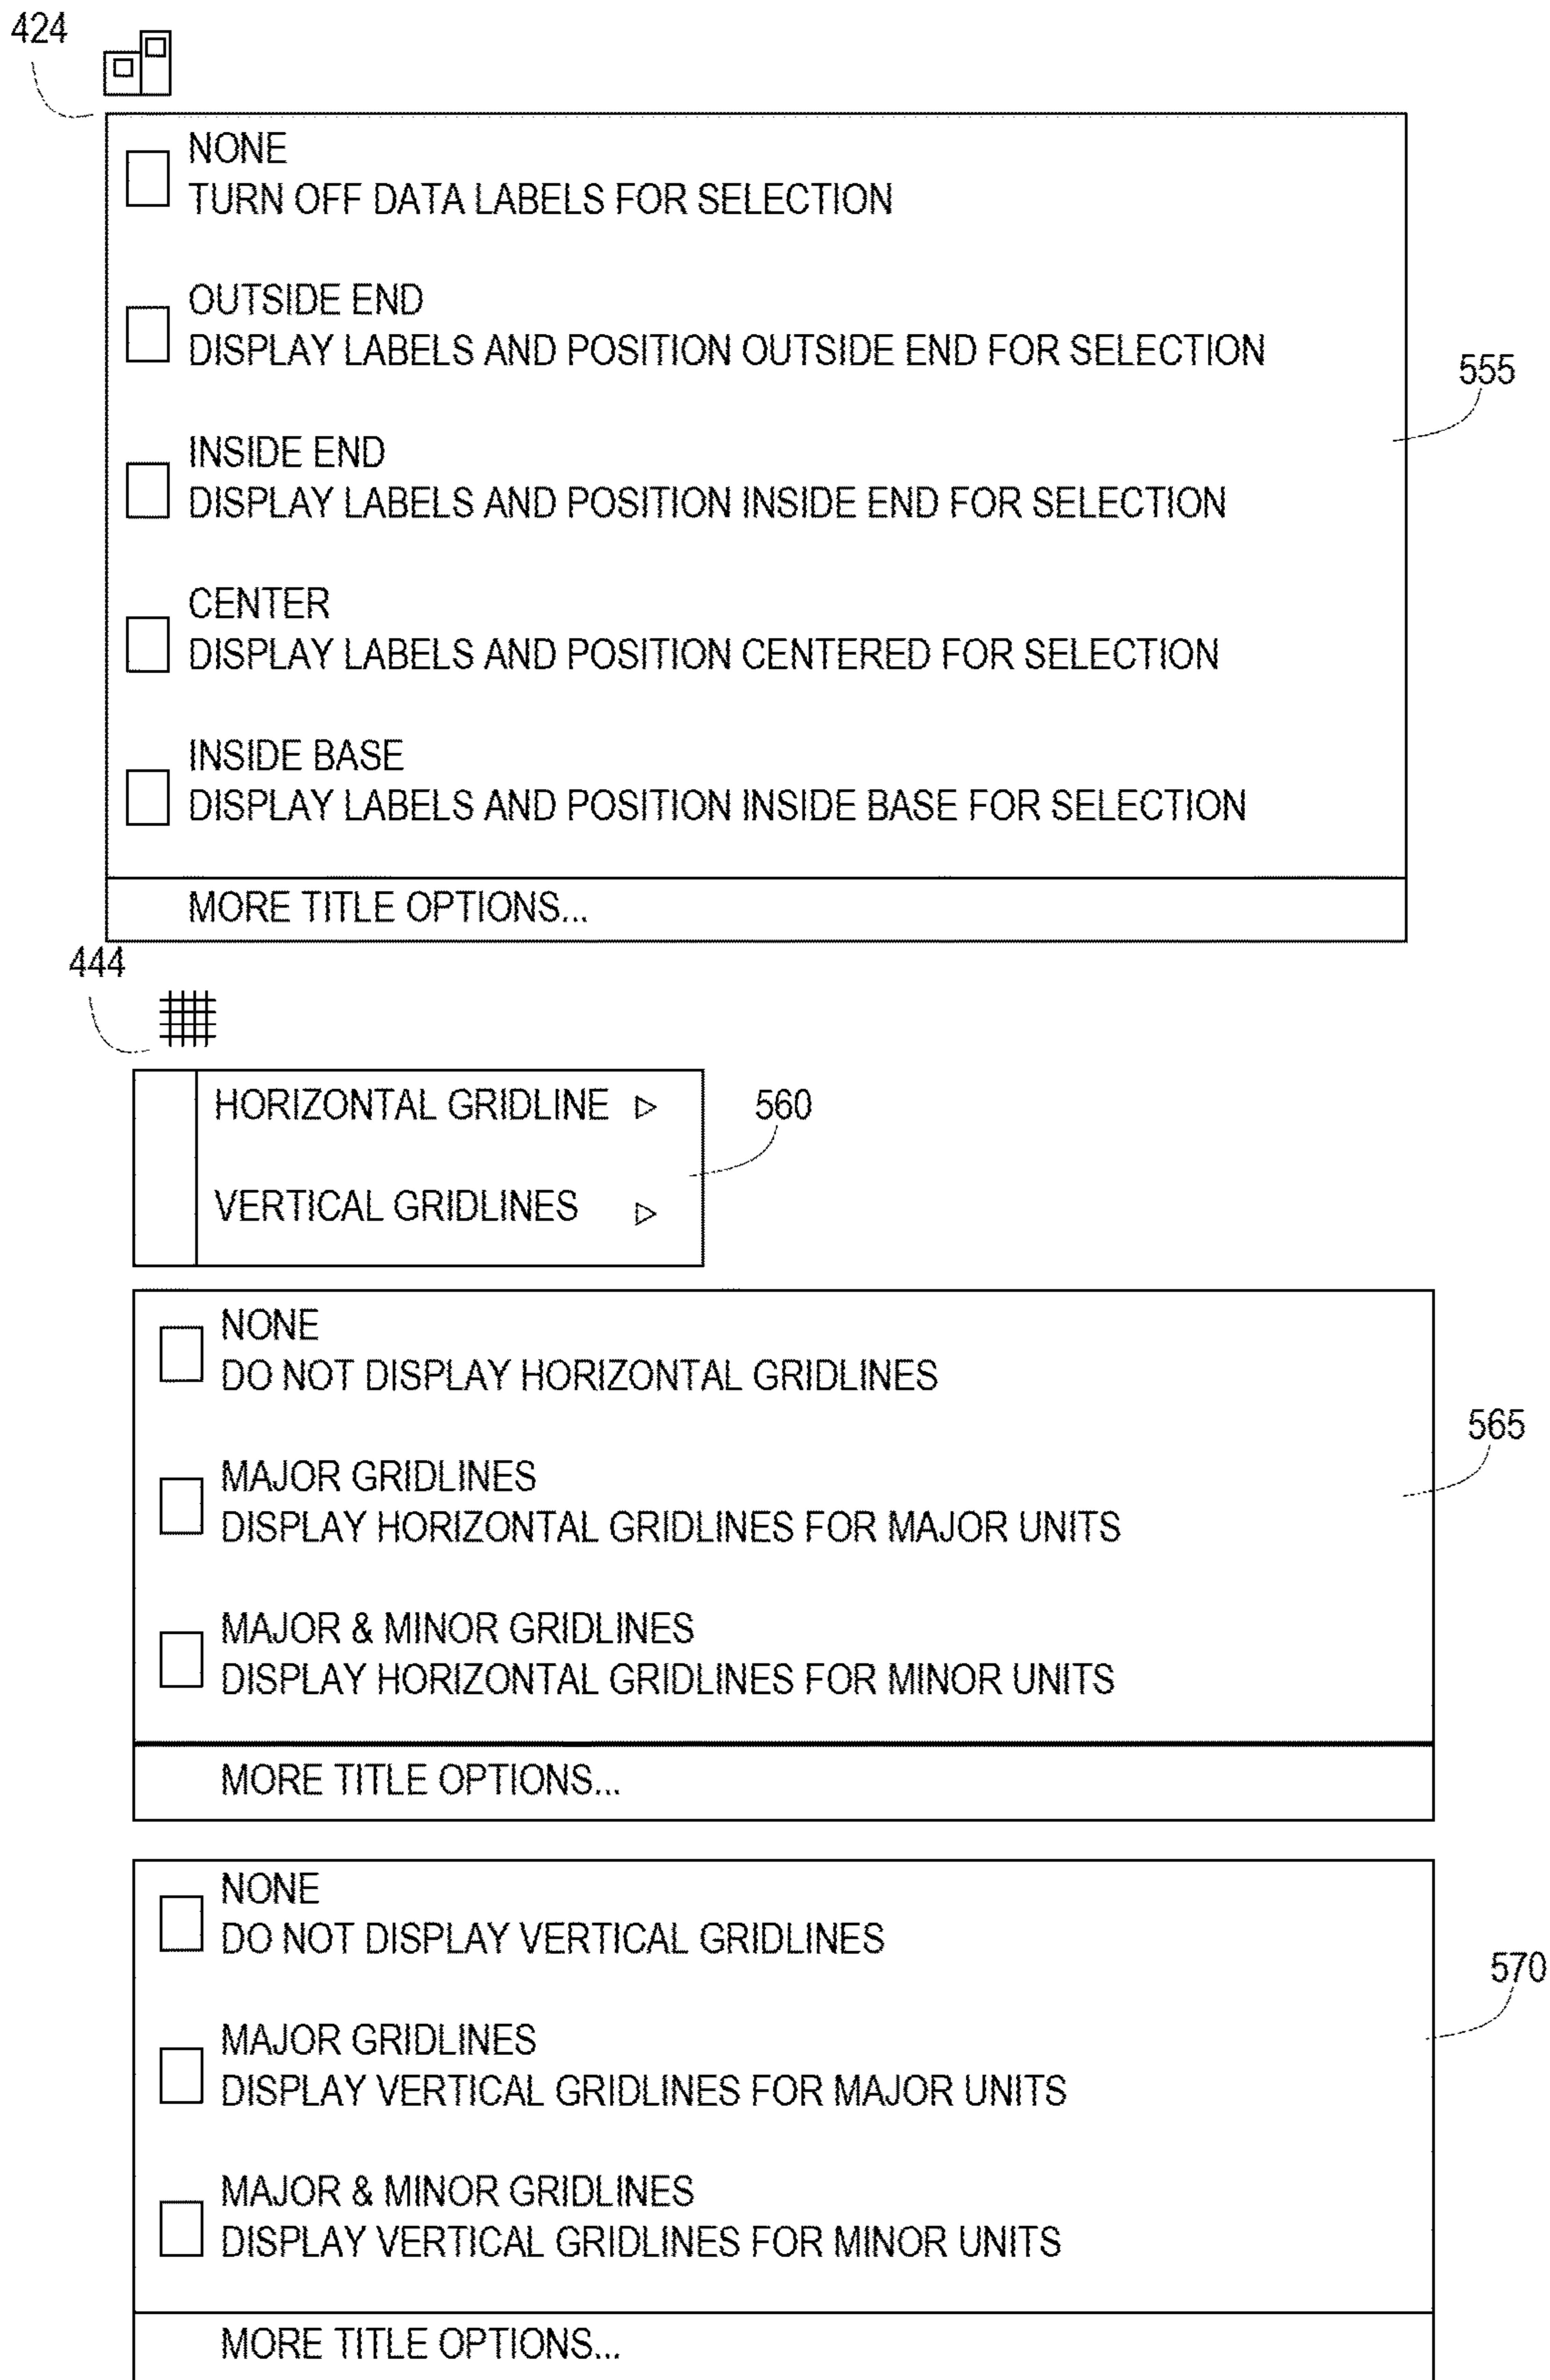 424
NONE
TURN OFF DATA LABELS FOR SELECTION
OUTSIDE END
DISPLAY LABELS AND POSITION OUTSIDE END FOR SELECTION
555
INSIDE END
DISPLAY LABELS AND POSITION INSIDE END FOR SELECTION
CENTER
DISPLAY LABELS AND POSITION CENTERED FOR SELECTION
INSIDE BASE
DISPLAY LABELS AND POSITION INSIDE BASE FOR SELECTION
MORE TITLE OPTIONS...
444
HORIZONTAL GRIDLINE
560
VERTICAL GRIDLINES
NONE
DO NOT DISPLAY HORIZONTAL GRIDLINES
565
MAJOR GRIDLINES
DISPLAY HORIZONTAL GRIDLINES FOR MAJOR UNITS
MAJOR & MINOR GRIDLINES
DISPLAY HORIZONTAL GRIDLINES FOR MINOR UNITS
MORE TITLE OPTIONS...
NONE
DO NOT DISPLAY VERTICAL GRIDLINES
570
MAJOR GRIDLINES
DISPLAY VERTICAL GRIDLINES FOR MAJOR UNITS
MAJOR & MINOR GRIDLINES
DISPLAY VERTICAL GRIDLINES FOR MINOR UNITS
MORE TITLE OPTIONS...